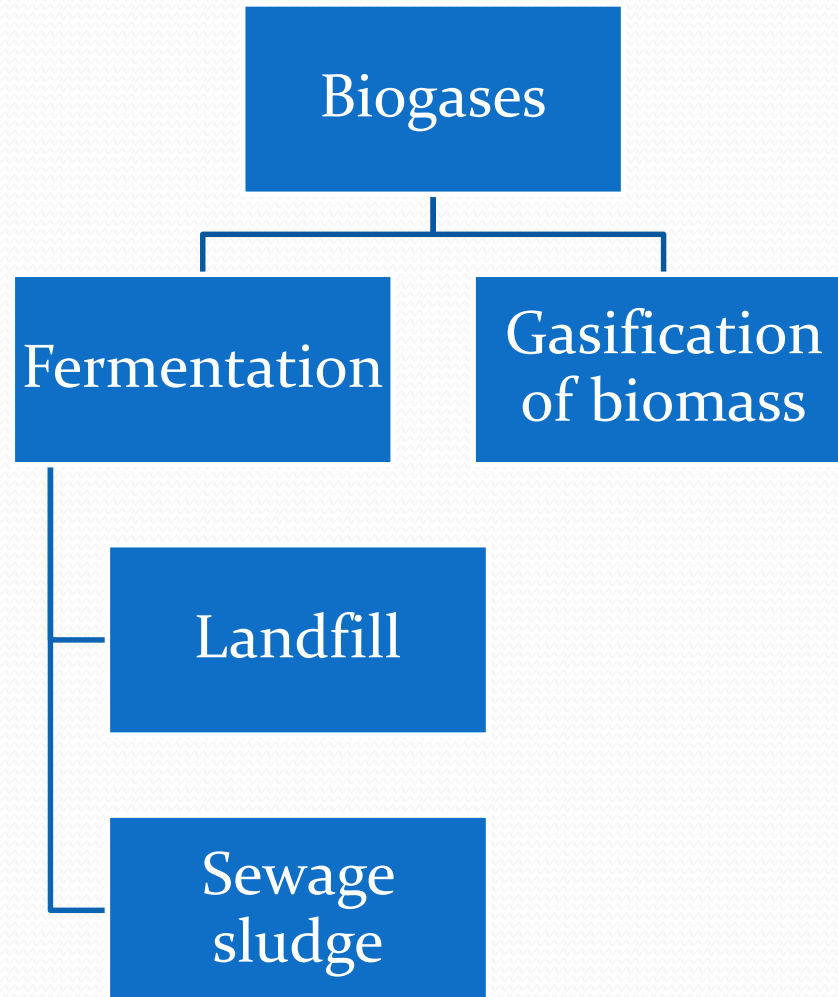 Biogases
Fermentation
Gasification
of biomass
Landfill
Sewage
sludge